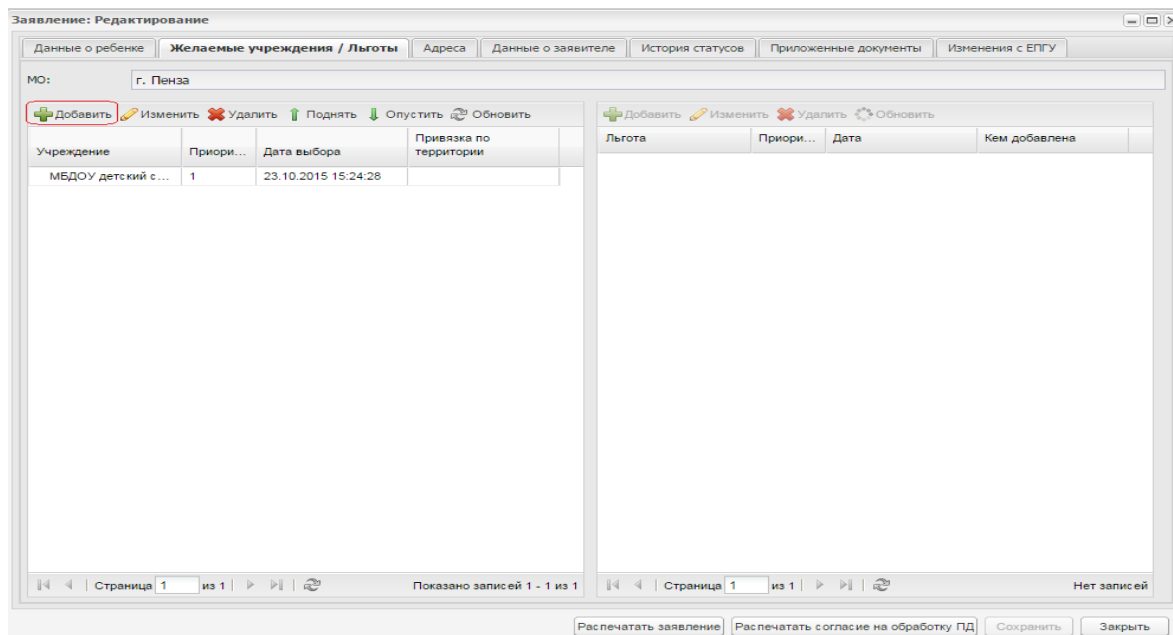 Заявление: Редактирование
Данные о ребенке Желаемые учреждения / Льготы Адреса Данные о заявителе История статусов Приложенные документы Изменения с ЕПГУ
МО: г. Пенза
Добавить Изменить Удалить Поднять Опустить Обновить Добавить Изменить Удалить Обновить
Учреждение Приори... Дата выбора Привязка по территории Льгота Приори... Дата Кем добавлена
МБДОУ детский с... 1 23.10.2015 15:24:28
Страница 1 из 1 Показано записей 1 - 1 из 1 Страница 1 из 1 Нет записей
Распечатать заявление Распечатать согласие на обработку ПД Сохранить Закрыть